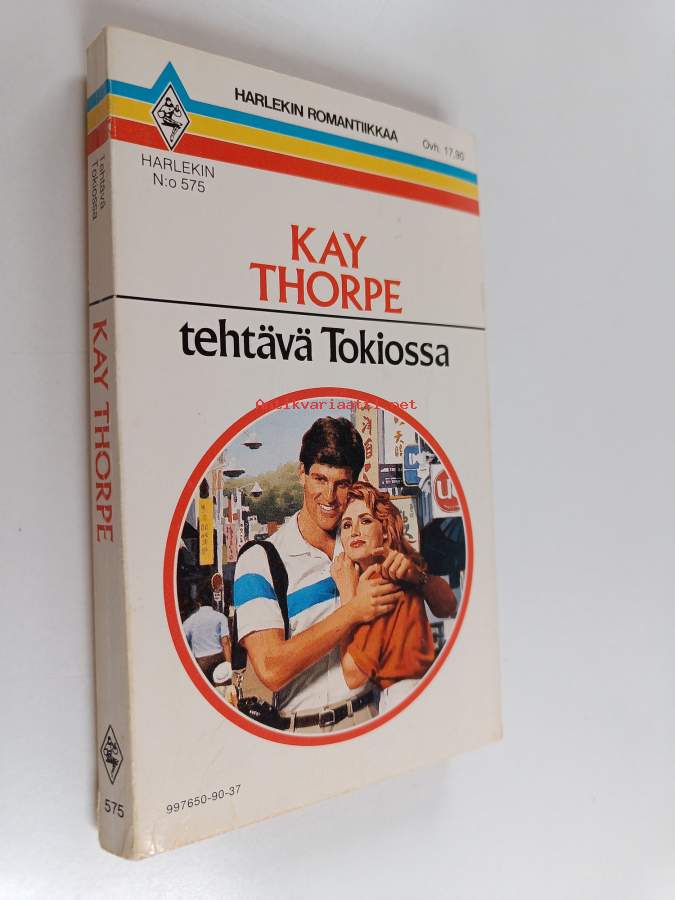 HARLEKIN ROMANTIIKKAA
Ovh. 17,90
HARLEKIN
N:o 575
KAY
THORPE
tehtävä Tokiossa
Antikvariaatti.net
997650-90-37
Tehtävä
Tokiossa
KAY THORPE
575